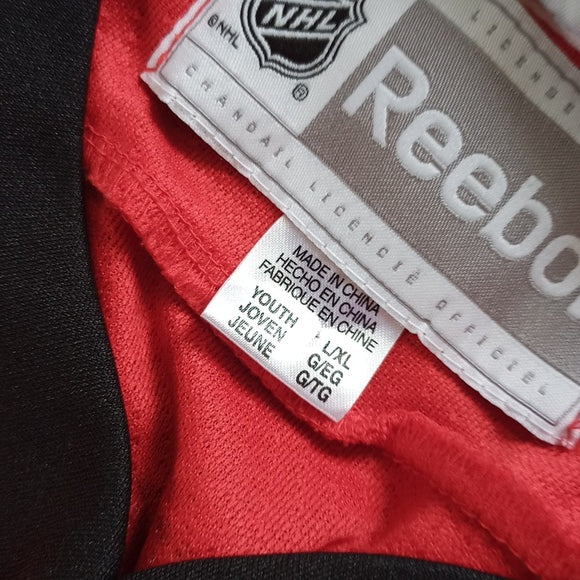 NHL
©NHL
®
LICENSE
Reebo
CHANDAIL LICENCIÉ OFFICIEL
MADE IN CHINA
HECHO EN CHINA
FABRIQUE EN CHINE
YOUTH L/XL
JOVEN G/EG
JEUNE G/TG